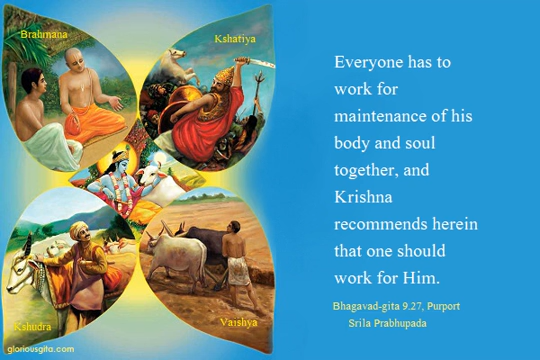 Brahmana
Kshatiya
Kshudra
Vaishya
gloriousgita.com
Everyone has to
work for
maintenance of his
body and soul
together, and
Krishna
recommends herein
that one should
work for Him.
Bhagavad-gita 9.27, Purport
Srila Prabhupada